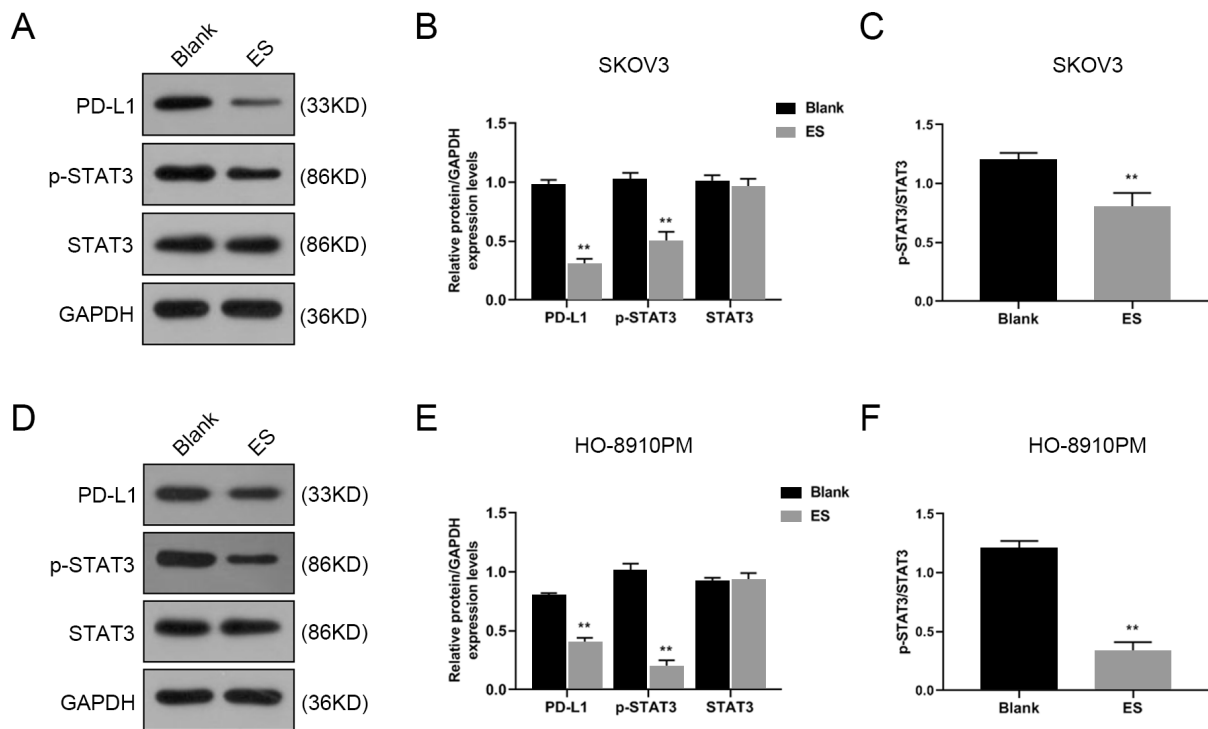 A
Blank ES
PD-L1 (33KD)
p-STAT3 (86KD)
STAT3 (86KD)
GAPDH (36KD)
B
SKOV3
Blank
ES
Relative protein/GAPDH
expression levels
1.5
1.0
0.5
0.0
** **
PD-L1 p-STAT3 STAT3
C
SKOV3
p-STAT3/STAT3
1.5
1.0
0.5
0.0
**
Blank ES
D
Blank ES
PD-L1 (33KD)
p-STAT3 (86KD)
STAT3 (86KD)
GAPDH (36KD)
E
HO-8910PM
Blank
ES
Relative protein/GAPDH
expression levels
1.5
1.0
0.5
0.0
** **
PD-L1 p-STAT3 STAT3
F
HO-8910PM
p-STAT3/STAT3
1.5
1.0
0.5
0.0
**
Blank ES